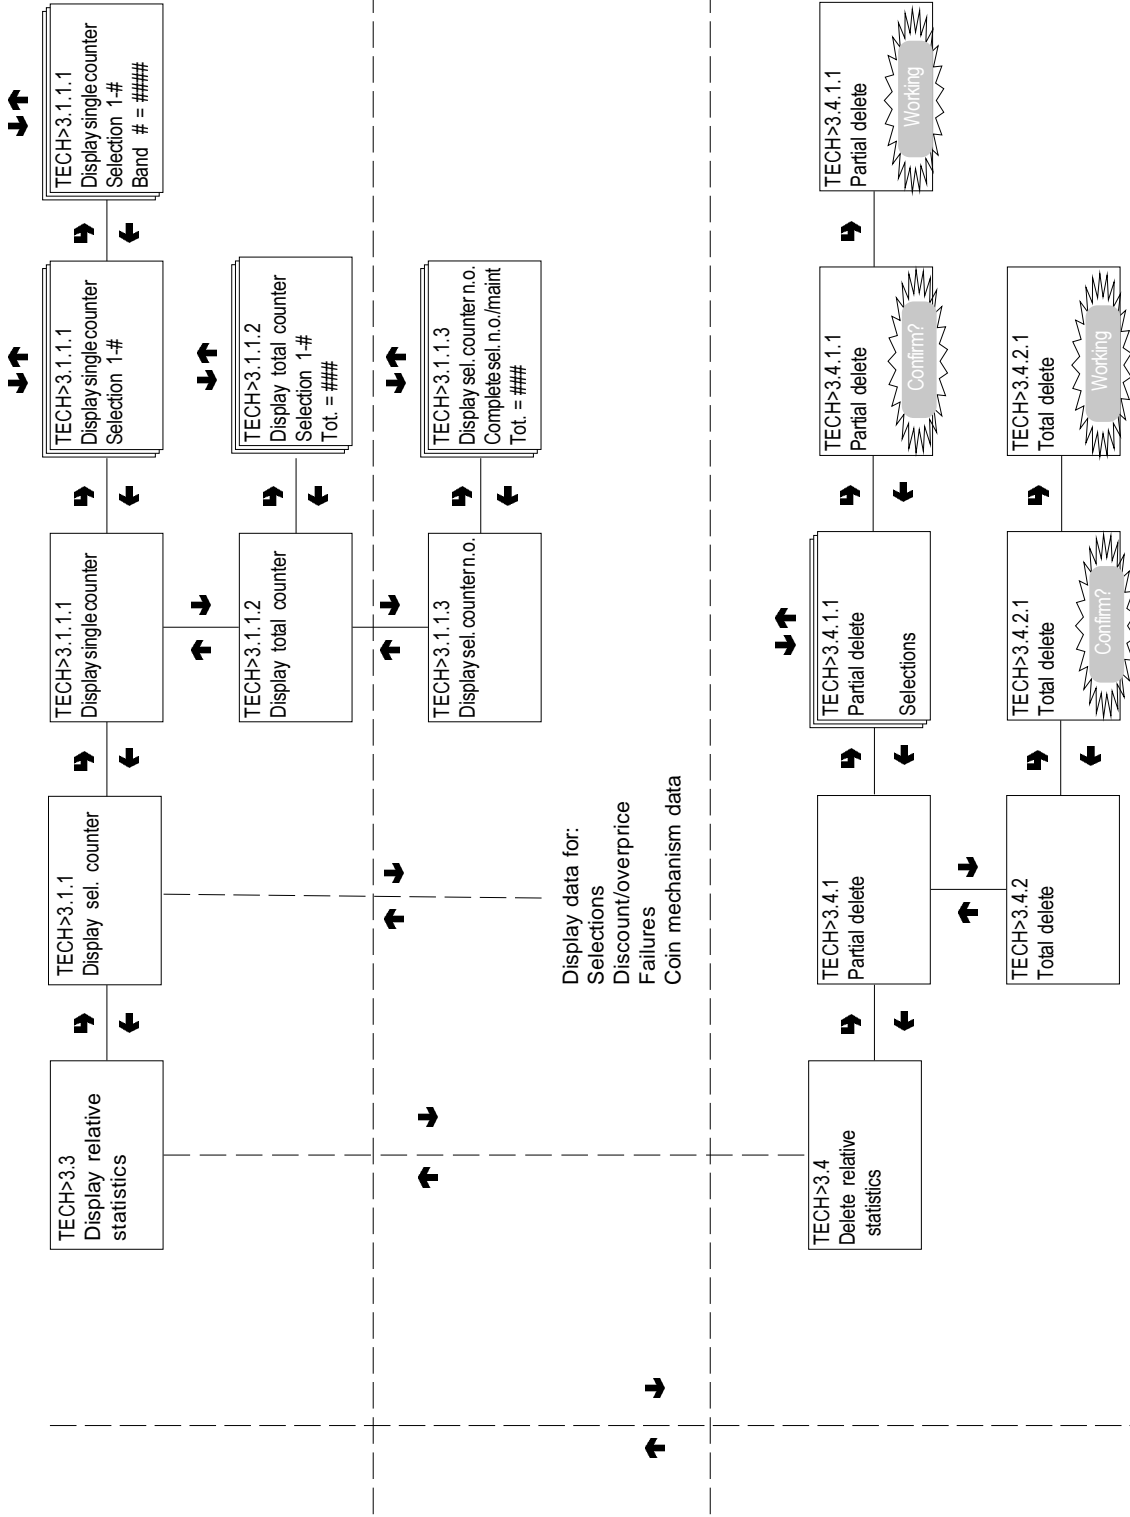 TECH>3.3
Display relative
statistics
TECH>3.1.1
Display sel. counter
TECH>3.1.1.1
Display single counter
TECH>3.1.1.1
Display single counter
Selection 1-#
TECH>3.1.1.1
Display single counter
Selection 1-#
Band # = ####
TECH>3.1.1.2
Display total counter
TECH>3.1.1.2
Display total counter
Selection 1-#
Tot. = ###
TECH>3.1.1.3
Display sel. counter n.o.
TECH>3.1.1.3
Display sel. counter n.o.
Complete sel. n.o./maint
Tot. = ###
Display data for:
Selections
Discount/overprice
Failures
Coin mechanism data
TECH>3.4
Delete relative
statistics
TECH>3.4.1
Partial delete
TECH>3.4.1.1
Partial delete
Selections
TECH>3.4.1.1
Partial delete
Confirm?
TECH>3.4.1.1
Partial delete
Working
TECH>3.4.2
Total delete
TECH>3.4.2.1
Total delete
Confirm?
TECH>3.4.2.1
Total delete
Working